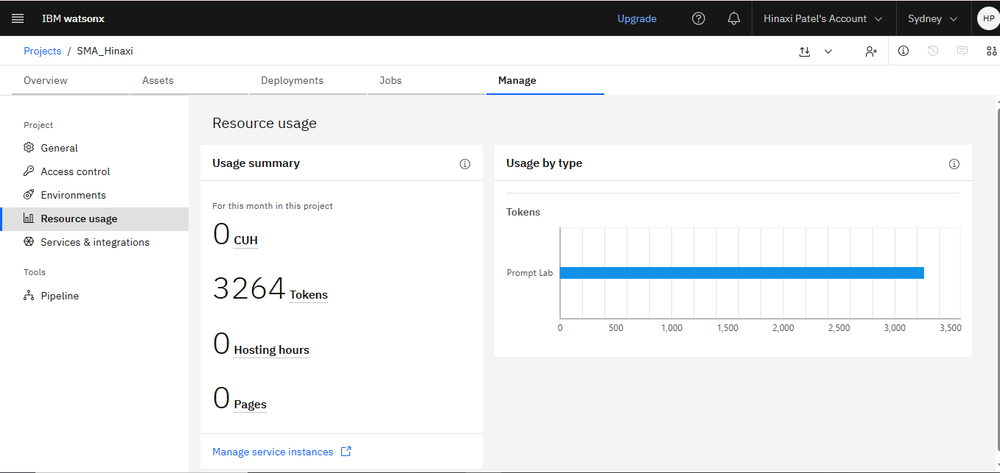 IBM watsonx
Upgrade
Hinaxi Patel's Account
Sydney
HP
Projects / SMA_Hinaxi
Overview
Assets
Deployments
Jobs
Manage
Project
General
Access control
Environments
Resource usage
Services & integrations
Tools
Pipeline
Resource usage
Usage summary
For this month in this project
0 CUH
3264 Tokens
0 Hosting hours
0 Pages
Manage service instances
Usage by type
Tokens
Prompt Lab
0 500 1,000 1,500 2,000 2,500 3,000 3,500